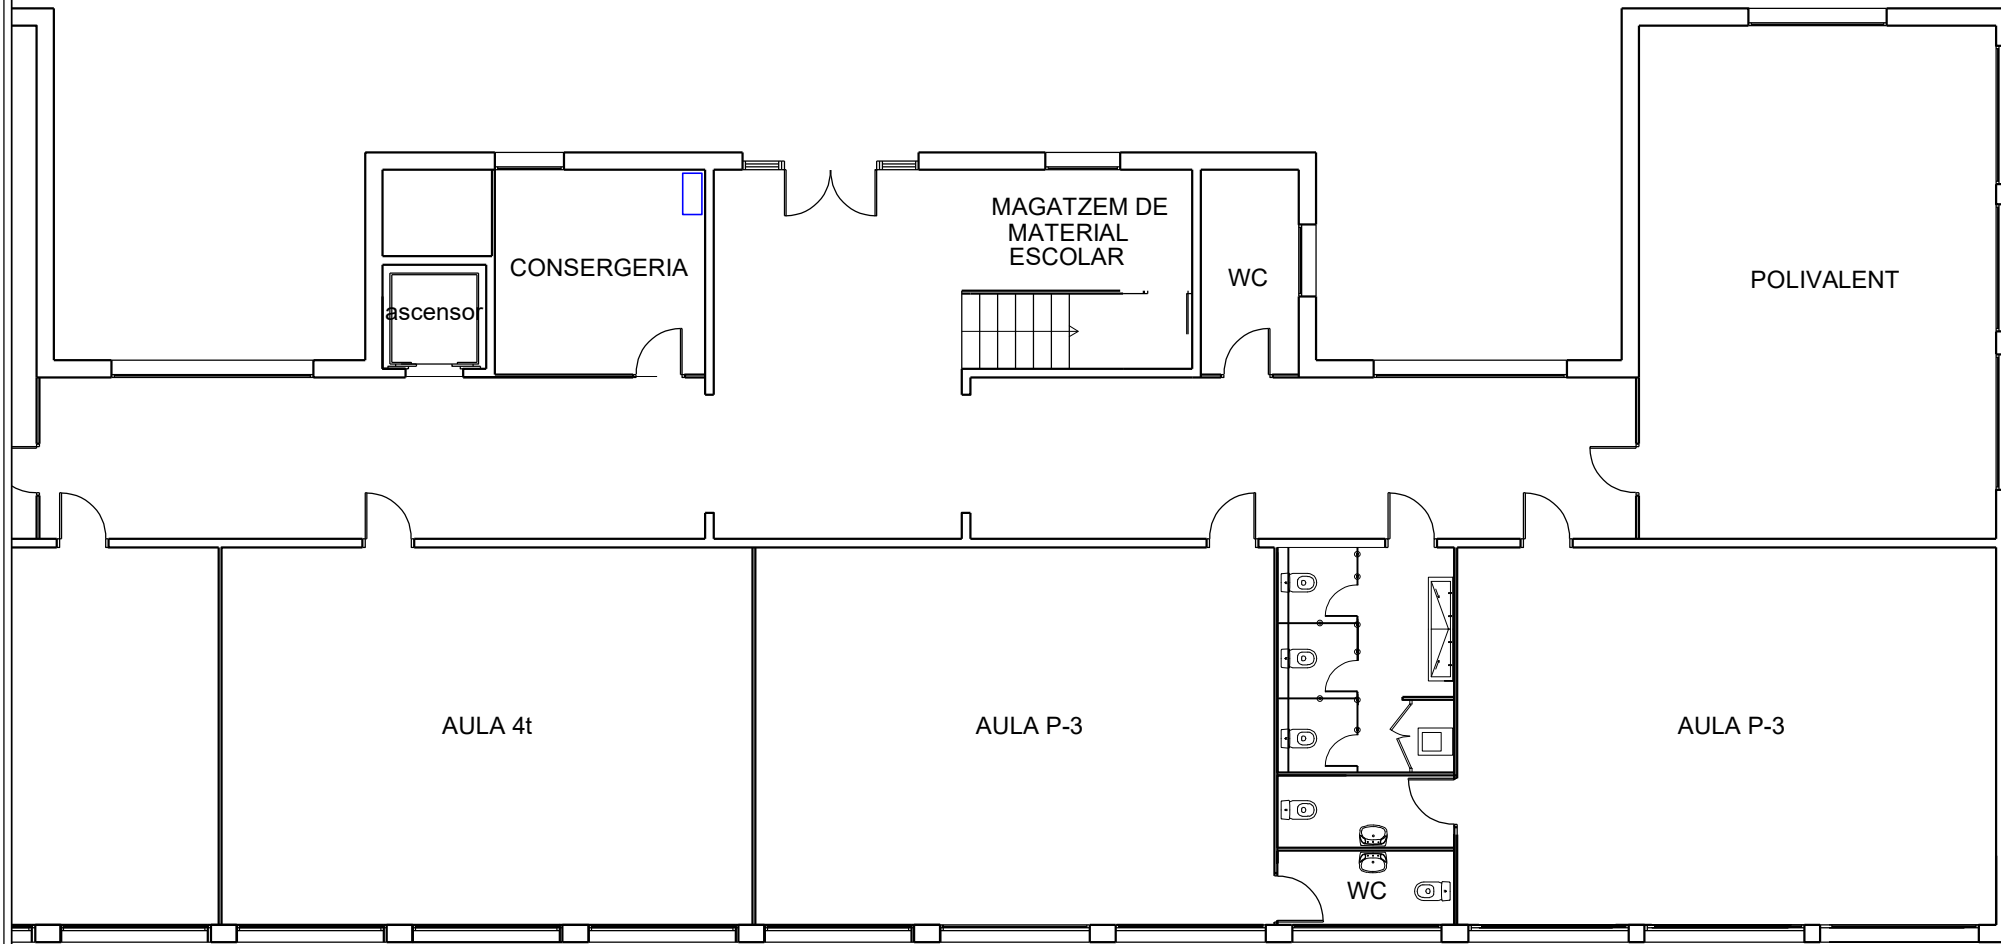 MAGATZEM DE
MATERIAL
ESCOLAR
CONSERGERIA
WC
POLIVALENT
ascensor
AULA 4t
AULA P-3
AULA P-3
WC